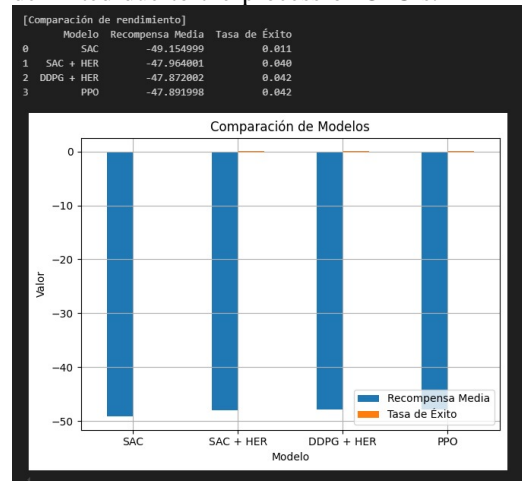 [Comparación de rendimiento]
Modelo Recompensa Media Tasa de Éxito
0 SAC -49.154999 0.011
1 SAC + HER -47.964001 0.040
2 DDPG + HER -47.872002 0.042
3 PPO -47.891998 0.042
Comparación de Modelos
0
-10
-20
-30
-40
-50
Valor
SAC SAC + HER DDPG + HER PPO
Modelo
Recompensa Media
Tasa de Éxito